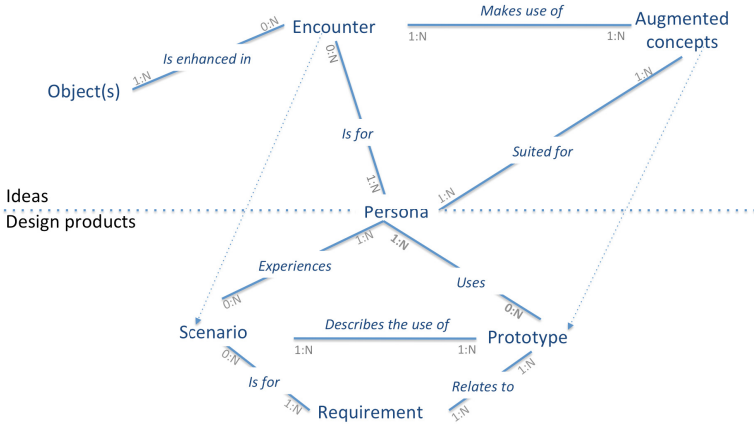 Makes use of
Augmented
concepts
Encounter
0:N
1:N
1:N
Is enhanced in
0:N
1:N
1:N
Object(s)
Is for
Suited for
1:N
1:N
Ideas
Persona
Design products
1:N
1:N
Experiences
Uses
0:N
0:N
Scenario
Describes the use of
Prototype
1:N
1:N
0:N
1:N
Is for
Relates to
1:N
1:N
Requirement